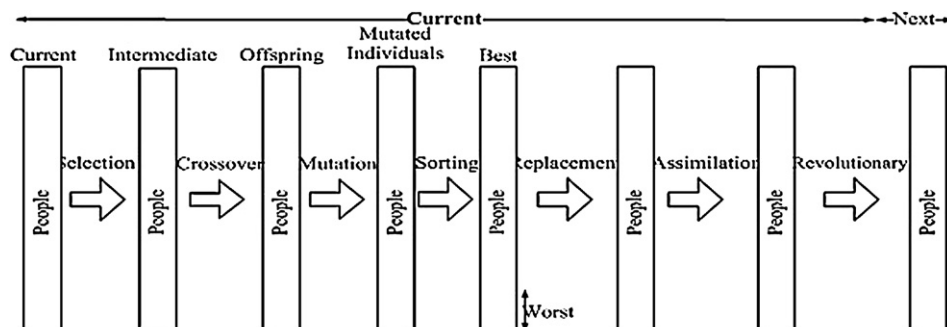 Current
Next
Current
Intermediate
Offspring
Mutated
Individuals
Best
Selection
Crossover
Mutation
Sorting
Replacement
Assimilation
Revolutionary
People
People
People
People
People
People
People
People
Worst